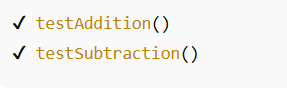 ✔ testAddition()
✔ testSubtraction()